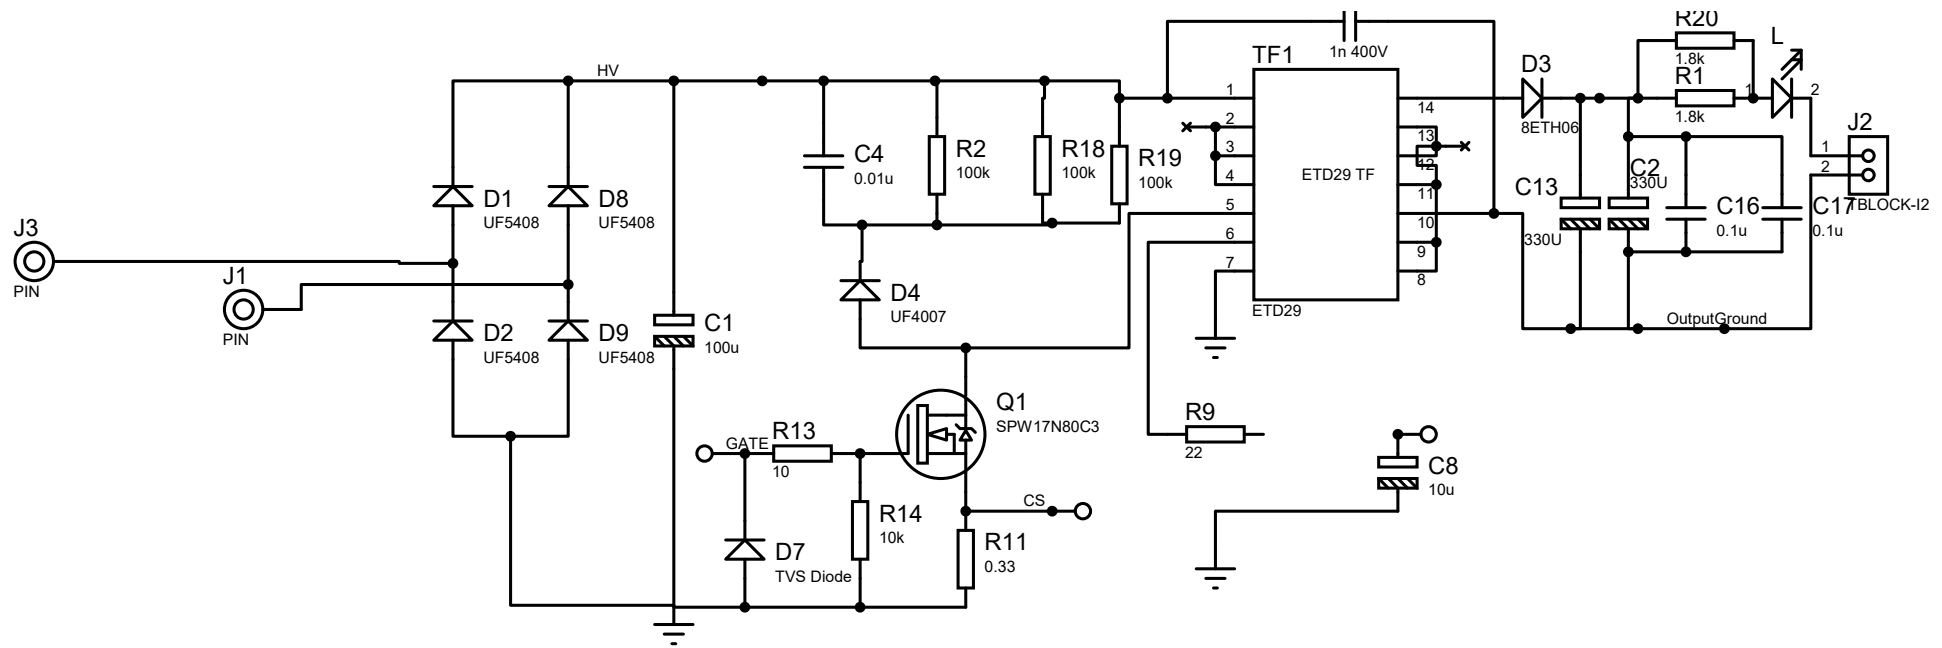 J3
PIN
J1
PIN
D1
UF5408
D8
UF5408
D2
UF5408
D9
UF5408
HV
C1
100u
C4
0.01u
R2
100k
R18
100k
R19
100k
D4
UF4007
Q1
SPW17N80C3
GATE
R13
10
R14
10k
D7
TVS Diode
CS
R11
0.33
1n 400V
TF1
1
2
3
4
5
6
7
ETD29 TF
14
13
12
11
10
9
8
ETD29
R9
22
C8
10u
D3
8ETH06
R20
1.8k
R1
1.8k
L
1
2
C13
330U
C2
330U
C16
0.1u
C17
0.1u
OutputGround
J2
1
2
TBLOCK-I2